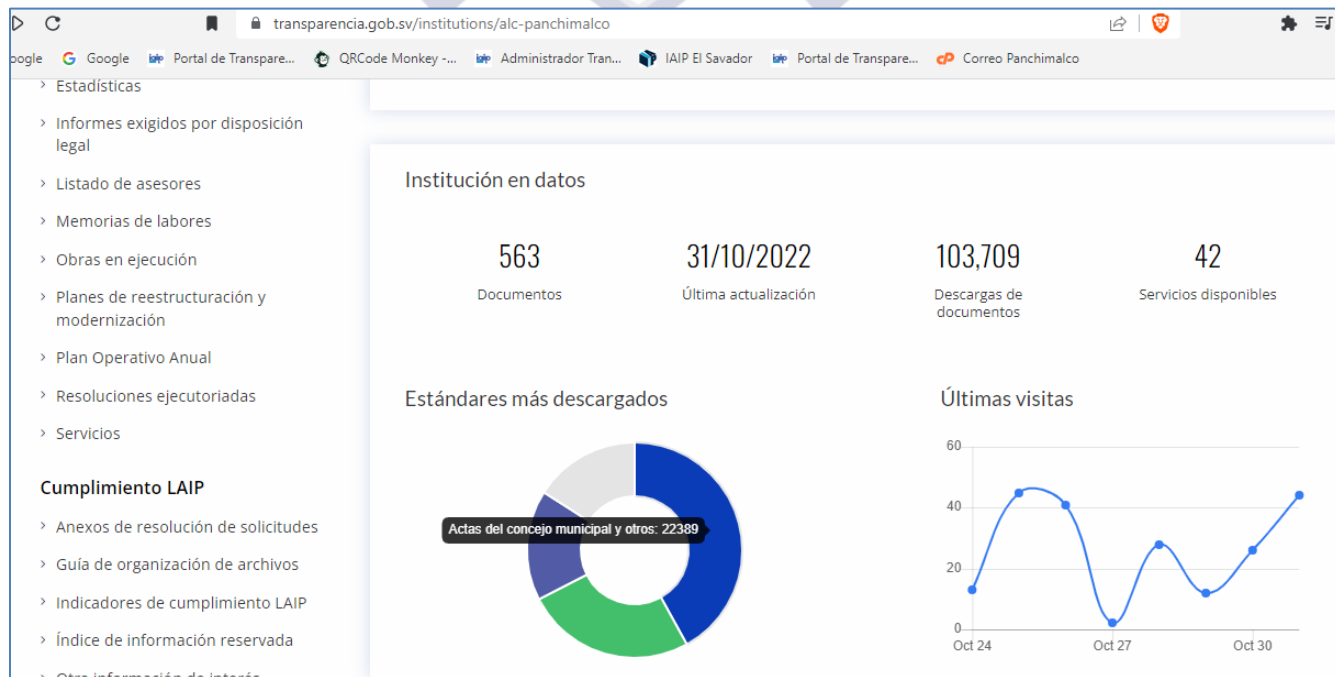 transparencia.gob.sv/institutions/alc-panchimalco
oogle Google Portal de Transpare... QRCode Monkey -... Administrador Tran... IAIP El Savador Portal de Transpare... Correo Panchimalco
Estadísticas
Informes exigidos por disposición
legal
Listado de asesores
Memorias de labores
Obras en ejecución
Planes de reestructuración y
modernización
Plan Operativo Anual
Resoluciones ejecutoriadas
Servicios
Cumplimiento LAIP
Anexos de resolución de solicitudes
Guía de organización de archivos
Indicadores de cumplimiento LAIP
Índice de información reservada
Otra información de interés
Institución en datos
563
Documentos
31/10/2022
Última actualización
103,709
Descargas de
documentos
42
Servicios disponibles
Estándares más descargados
Actas del concejo municipal y otros: 22389
Últimas visitas
60
40
20
0
Oct 24 Oct 27 Oct 30